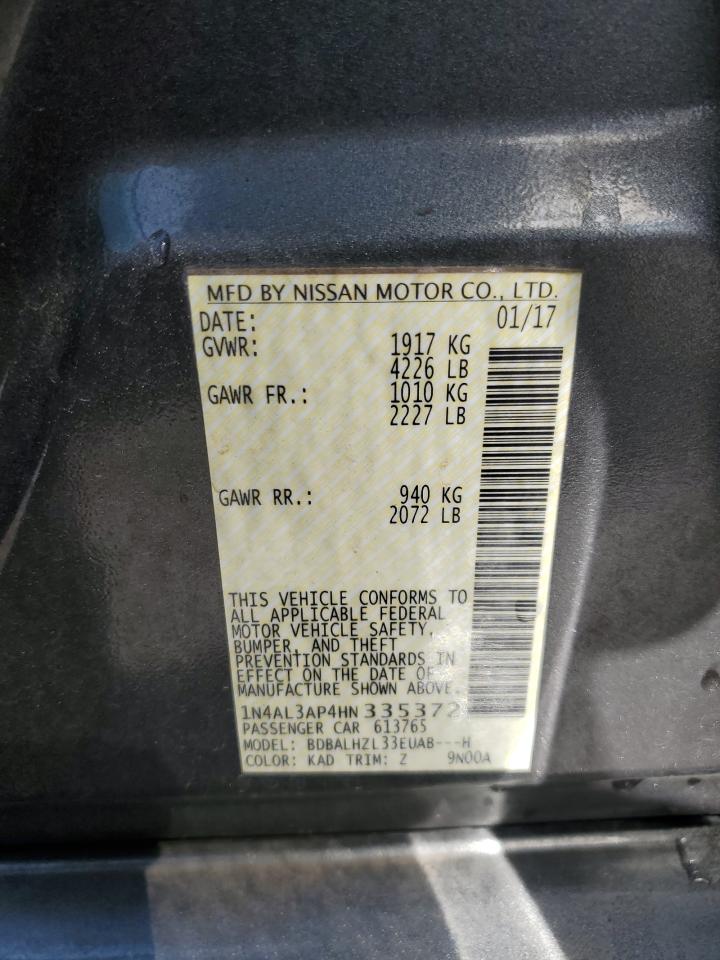 MFD BY NISSAN MOTOR CO., LTD.
DATE: 01/17
GVWR: 1917 KG
4226 LB
GAWR FR.: 1010 KG
2227 LB
GAWR RR.: 940 KG
2072 LB
THIS VEHICLE CONFORMS TO
ALL APPLICABLE FEDERAL
MOTOR VEHICLE SAFETY,
BUMPER, AND THEFT
PREVENTION STANDARDS IN
EFFECT ON THE DATE OF
MANUFACTURE SHOWN ABOVE.
1N4AL3AP4HN335372
PASSENGER CAR 613765
MODEL: BDBALHZL33EUAB---H
COLOR: KAD TRIM: Z 9N00A